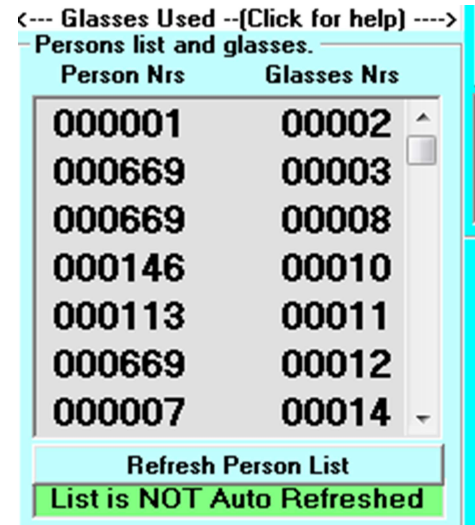 <--- Glasses Used --(Click for help) ---->
Persons list and glasses.
Person Nrs Glasses Nrs
000001 00002
000669 00003
000669 00008
000146 00010
000113 00011
000669 00012
000007 00014
Refresh Person List
List is NOT Auto Refreshed